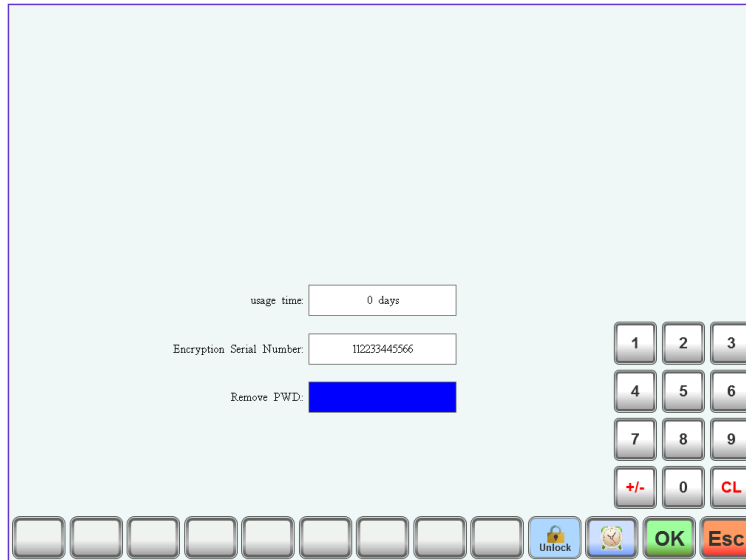 usage time: 0 days
Encryption Serial Number: 112233445566
Remove PWD:
1 2 3
4 5 6
7 8 9
+/- 0 CL
Unlock OK Esc